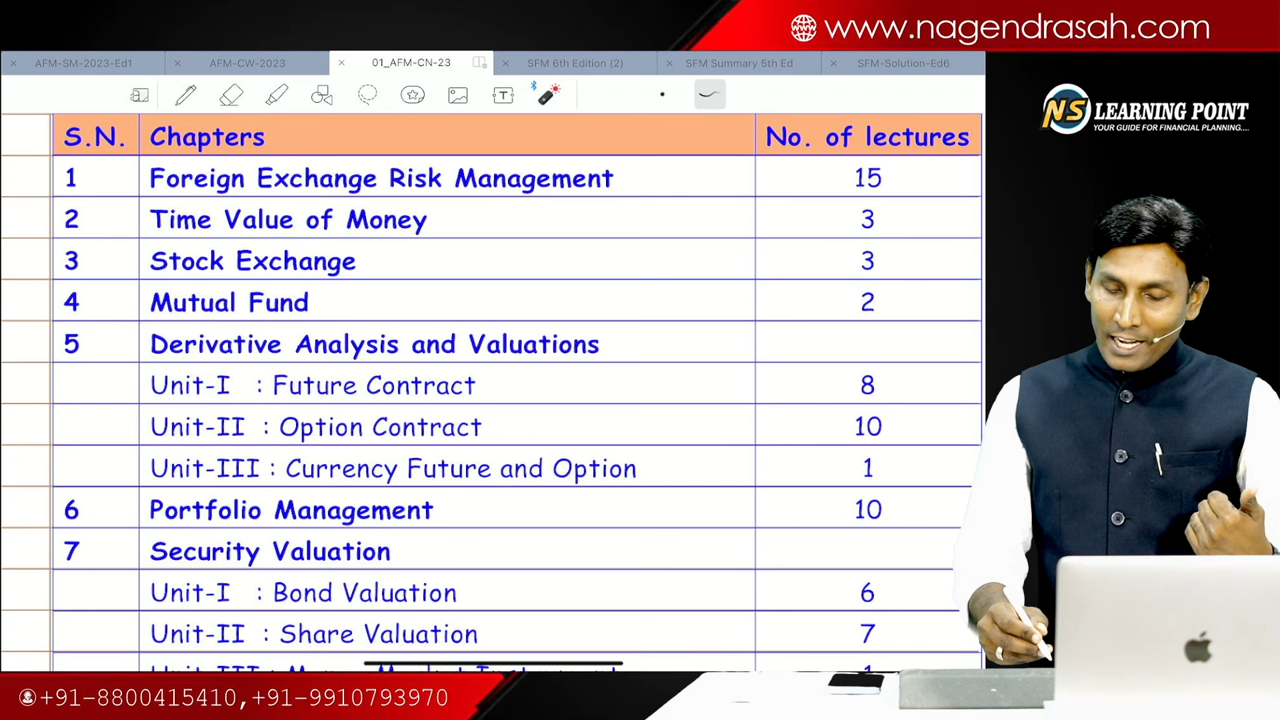 www.nagendrasah.com
AFM-SM-2023-Ed1
AFM-CW-2023
01_AFM-CN-23
SFM 6th Edition (2)
SFM Summary 5th Ed
SFM-Solution-Ed6
NS LEARNING POINT
YOUR GUIDE FOR FINANCIAL PLANNING....
S.N. Chapters No. of lectures
1 Foreign Exchange Risk Management 15
2 Time Value of Money 3
3 Stock Exchange 3
4 Mutual Fund 2
5 Derivative Analysis and Valuations
Unit-I : Future Contract 8
Unit-II : Option Contract 10
Unit-III : Currency Future and Option 1
6 Portfolio Management 10
7 Security Valuation
Unit-I : Bond Valuation 6
Unit-II : Share Valuation 7
+91-8800415410,+91-9910793970